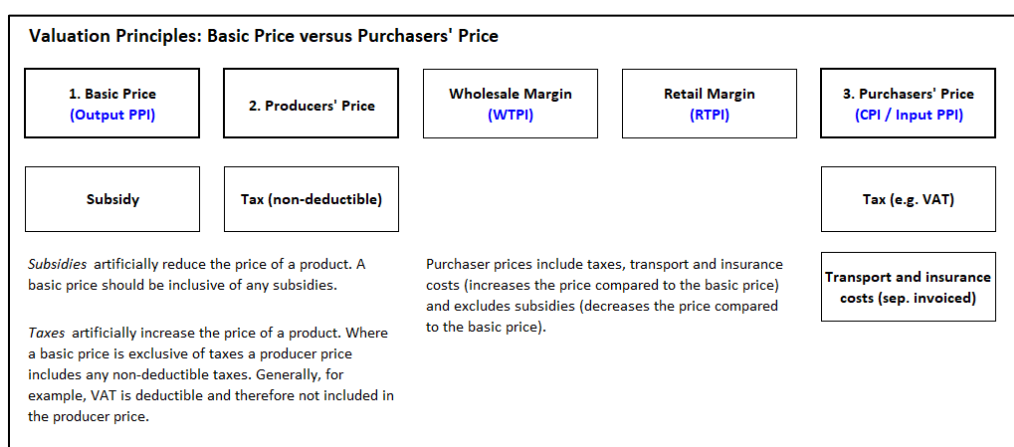 Valuation Principles: Basic Price versus Purchasers' Price
1. Basic Price
(Output PPI)
2. Producers' Price
Wholesale Margin
(WTPI)
Retail Margin
(RTPI)
3. Purchasers' Price
(CPI / Input PPI)
Subsidy
Tax (non-deductible)
Tax (e.g. VAT)
Subsidies artificially reduce the price of a product. A
basic price should be inclusive of any subsidies.
Taxes artificially increase the price of a product. Where
a basic price is exclusive of taxes a producer price
includes any non-deductible taxes. Generally, for
example, VAT is deductible and therefore not included in
the producer price.
Purchaser prices include taxes, transport and insurance
costs (increases the price compared to the basic price)
and excludes subsidies (decreases the price compared
to the basic price).
Transport and insurance
costs (sep. invoiced)